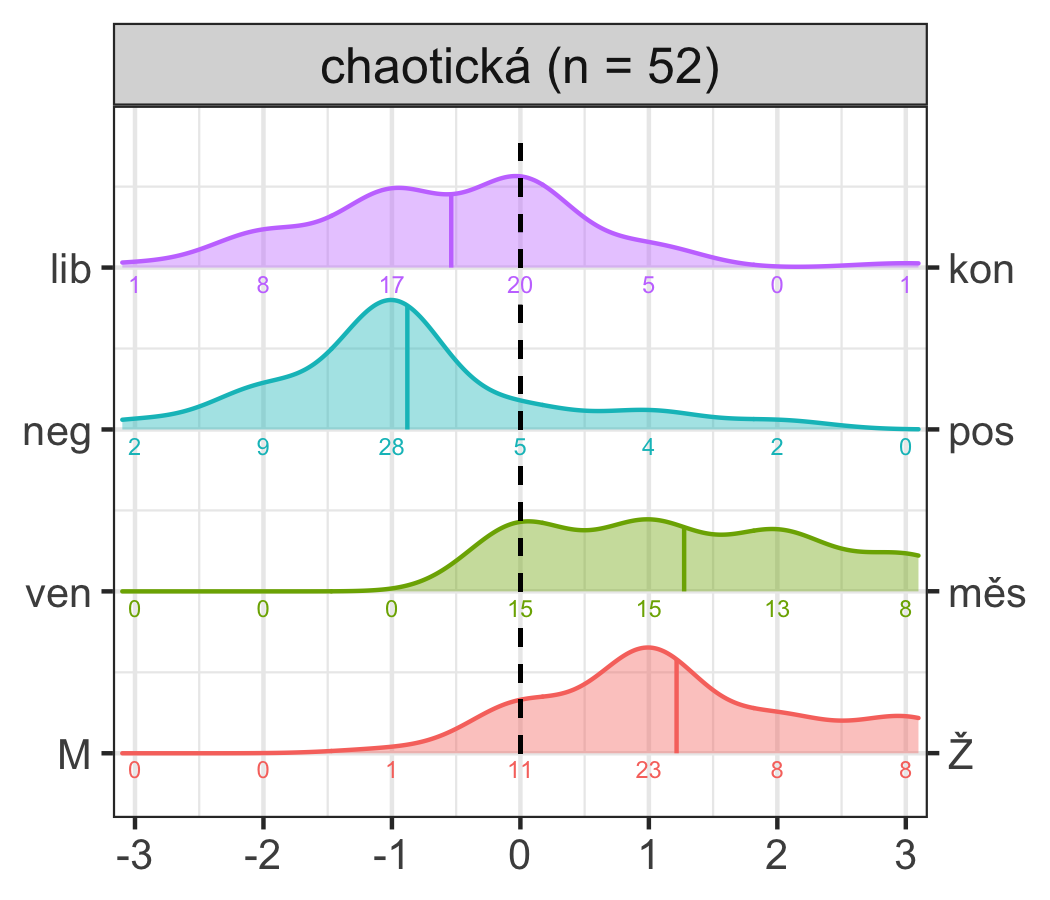 chaotická (n = 52)
lib kon
1 8 17 20 5 0 1
neg pos
2 9 28 5 4 2 0
ven měs
0 0 0 15 15 13 8
M Ž
0 0 1 11 23 8 8
-3 -2 -1 0 1 2 3